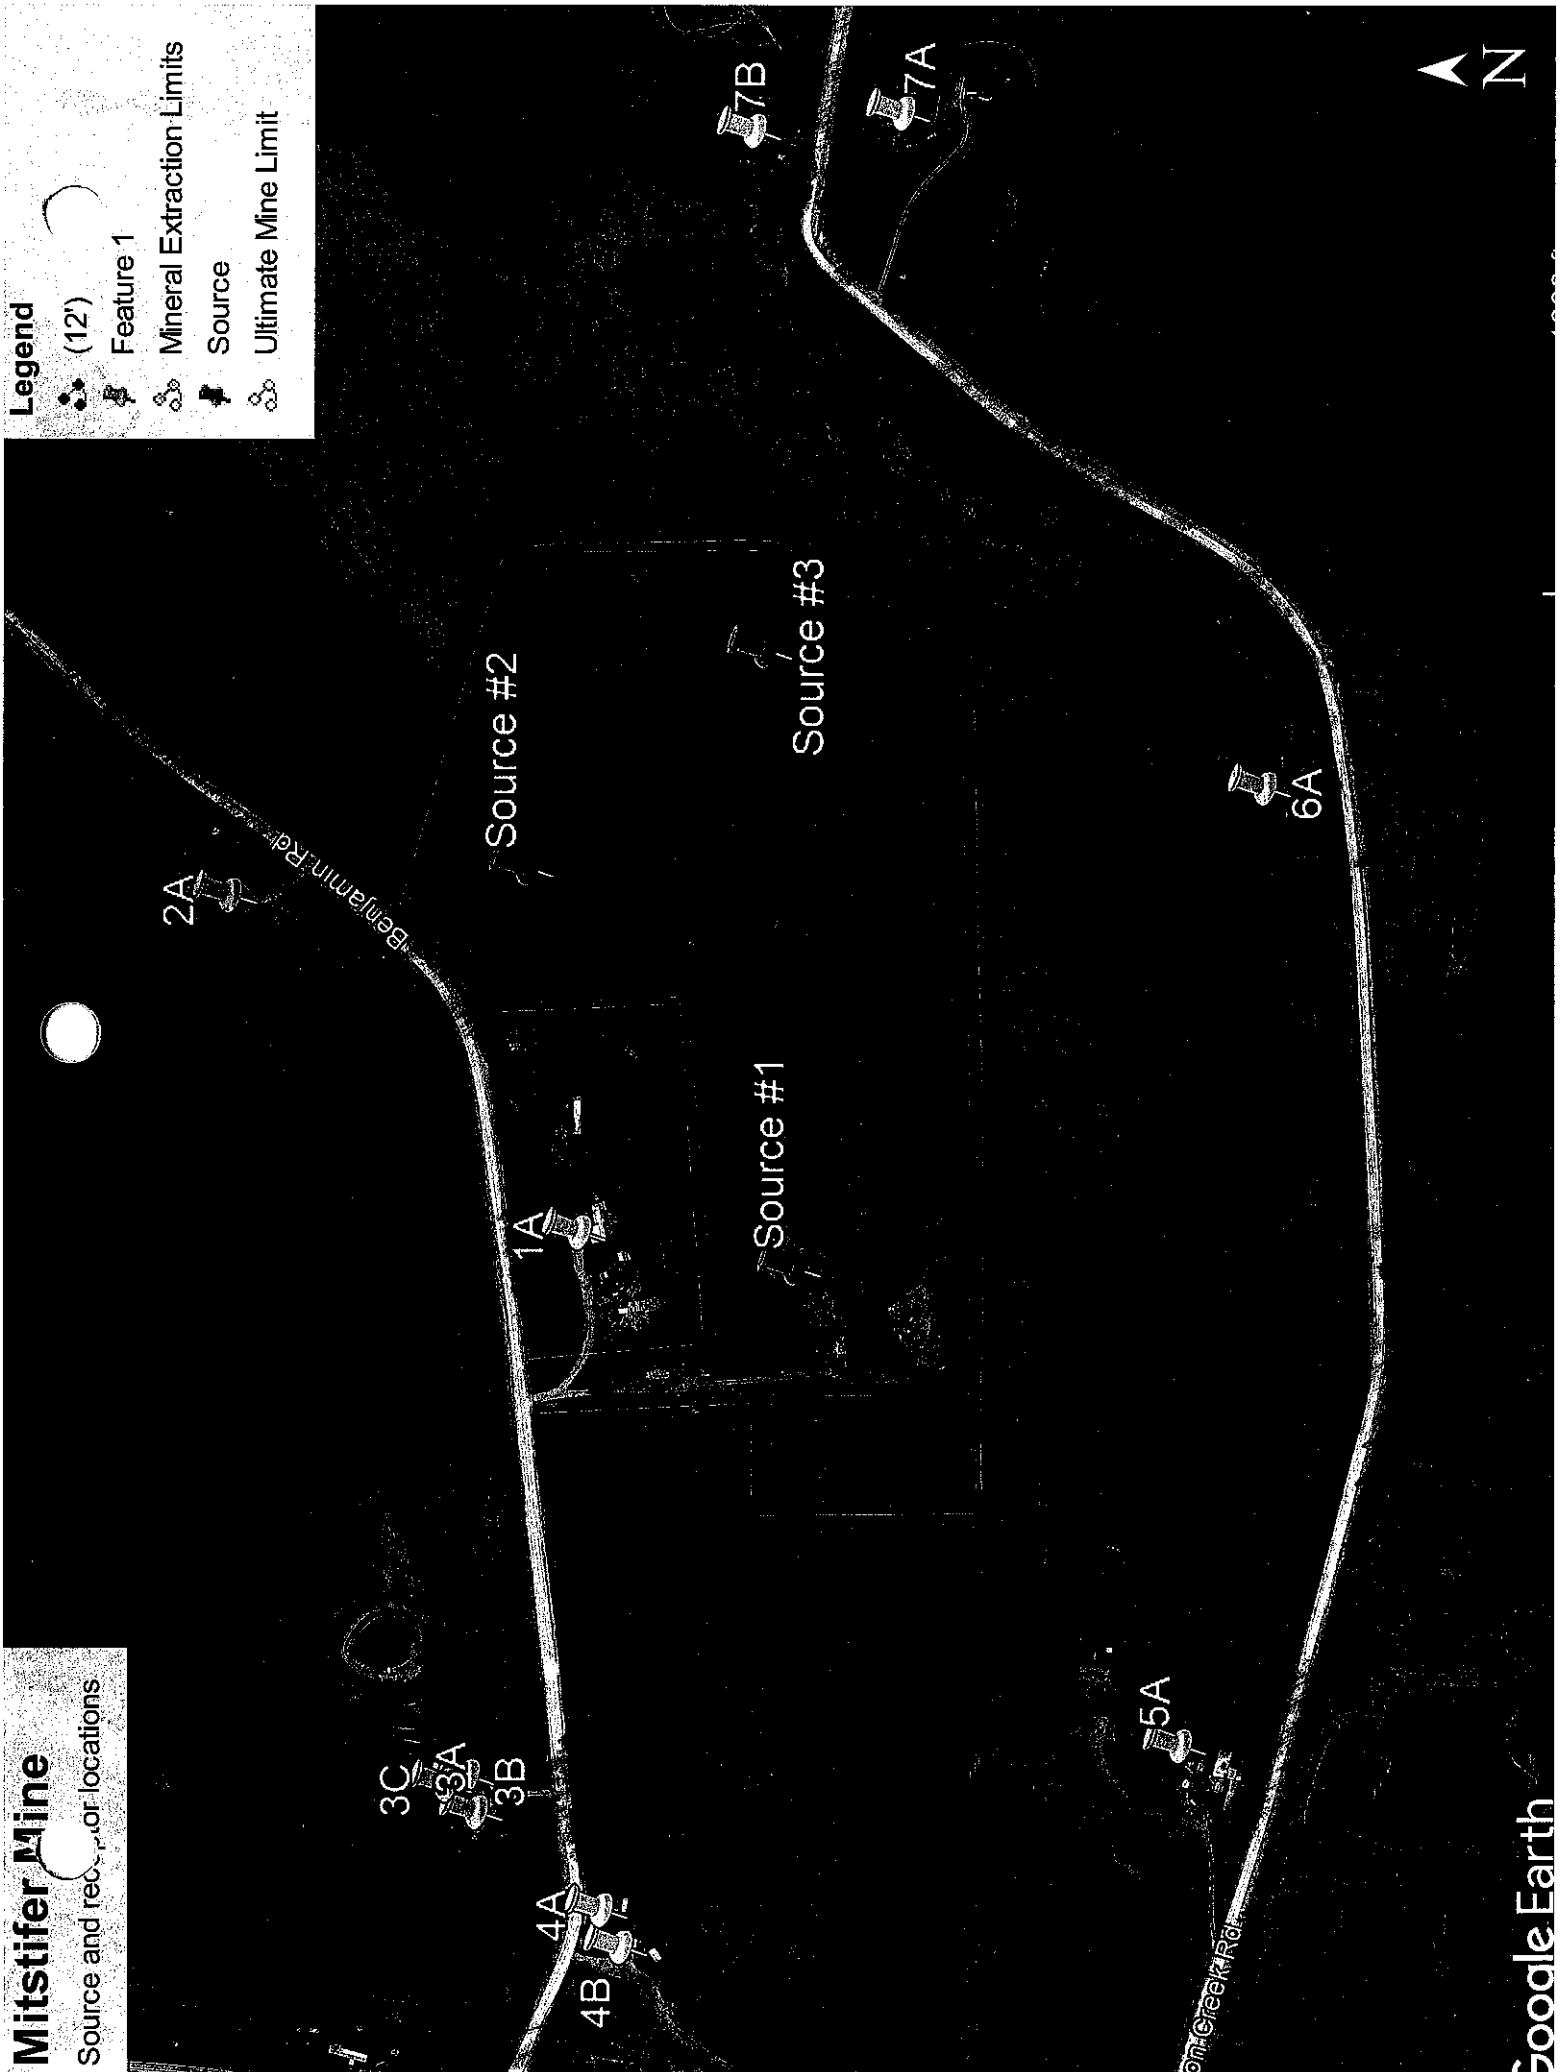 Mitstifer Mine
Source and receptor locations
Legend
(12')
Feature 1
Mineral Extraction Limits
Source
Ultimate Mine Limit
2A
Benjamin Rd
3C
3A
3B
1A
Source #2
4A
4B
7B
Source #1
Source #3
7A
5A
6A
Creek Rd
Google Earth
N